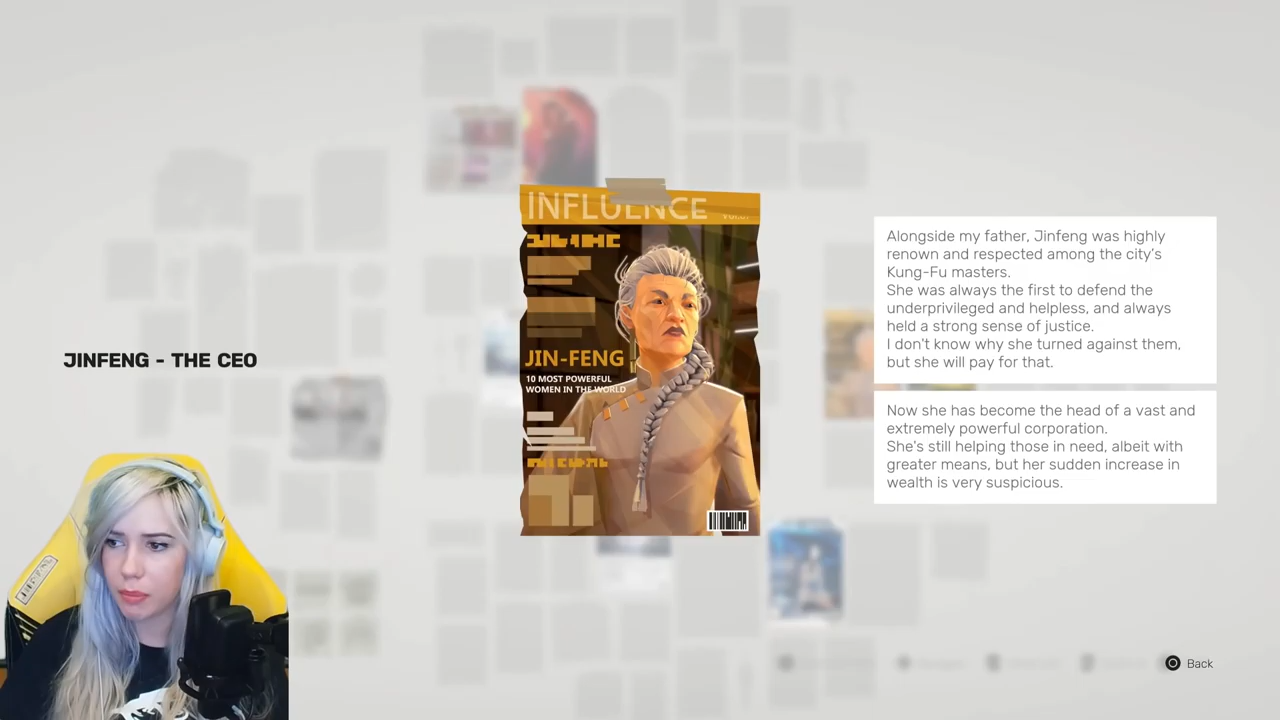 INFLUENCE
JINFENG - THE CEO
JIN-FENG
10 MOST POWERFUL
WOMEN IN THE WORLD
Alongside my father, Jinfeng was highly
renown and respected among the city's
Kung-Fu masters.
She was always the first to defend the
underprivileged and helpless, and always
held a strong sense of justice.
I don't know why she turned against them,
but she will pay for that.
Now she has become the head of a vast and
extremely powerful corporation.
She's still helping those in need, albeit with
greater means, but her sudden increase in
wealth is very suspicious.
Back